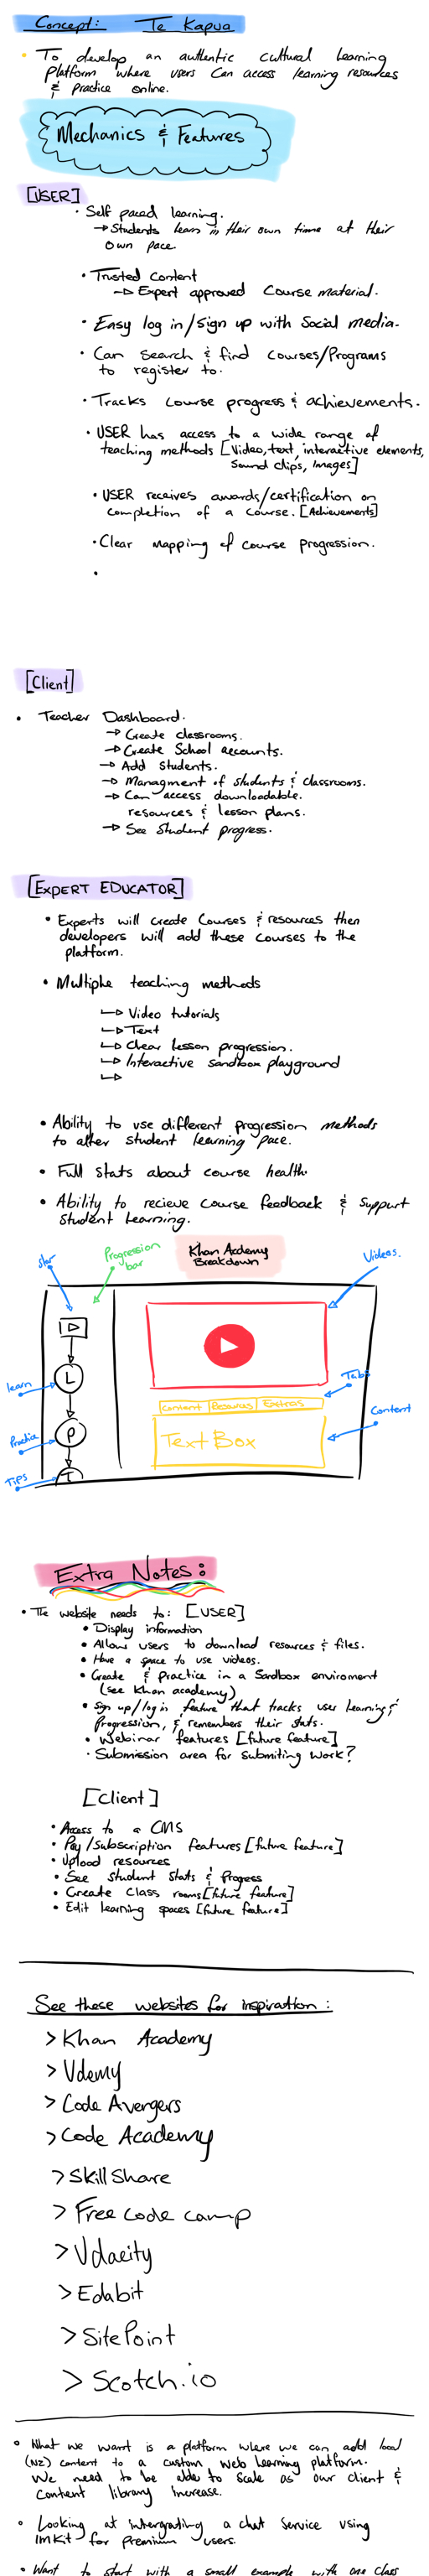 Concept: Te Kapua
• To develop an authentic cultural learning
platform where users can access learning resources
& practice online.
Mechanics & Features
[USER]
• Self paced learning.
→ Students learn in their own time at their
own pace.
• Trusted Content
→ Expert approved Course material.
• Easy log in/sign up with Social media.
• Can search & find courses/Programs
to register to.
• Tracks course progress & achievements.
• USER has access to a wide range of
teaching methods [Video, text, interactive elements,
Sound clips, Images]
• USER receives awards/certification on
completion of a course. [Achievements]
• Clear mapping of course progression.
•
[Client]
• Teacher Dashboard.
→ Create classrooms.
→ Create School accounts.
→ Add Students.
→ Managment of students & classrooms.
→ Can access downloadable.
resources & lesson plans.
→ See Student progress.
[EXPERT EDUCATOR]
• Experts will create Courses & resources then
developers will add these courses to the
platform.
• Multiple teaching methods
↳ Video tutorials
↳ Text
↳ Clear lesson progression.
↳ Interactive sandbox playground
↳
• Ability to use different progression methods
to alter student learning pace.
• Full Stats about course health.
• Ability to recieve course feedback & Support
Student Learning.
Khan Acdemy
Breakdown
Progression
bar
Videos.
learn
L
Tabs
Content
Extras
Content
Practice
P
Text Box
Tips
T
Extra Notes:
• The website needs to: [USER]
• Display information
• Allow users to download resources & files.
• Have a space to use videos.
• Create & practice in a Sandbox enviroment
(see Khan academy)
• Sign up/log in feature that tracks user learning &
progression, & remembers their stats.
• Webinar features [future feature]
• Submission area for submiting work?
[Client]
• Access to a CMS
• Pay/Subscription features [future feature]
• Upload resources
• See student stats & Progess
• Create Class rooms [future feature]
• Edit learning spaces [future feature]
See these websites for inspiration:
> Khan Academy
> Udemy
> Code Avergers
> Code Academy
> Skill Share
> Free code camp
> Udacity
> Edabit
> Site Point
> Scotch.io
• What we want is a platform where we can add local
(NZ) content to a custom web learning platform.
We need to be able to scale as our client &
content library increase.
• Looking at intergrating a chat service using
IMKit for premium users.
• Want to start with a small example with one class